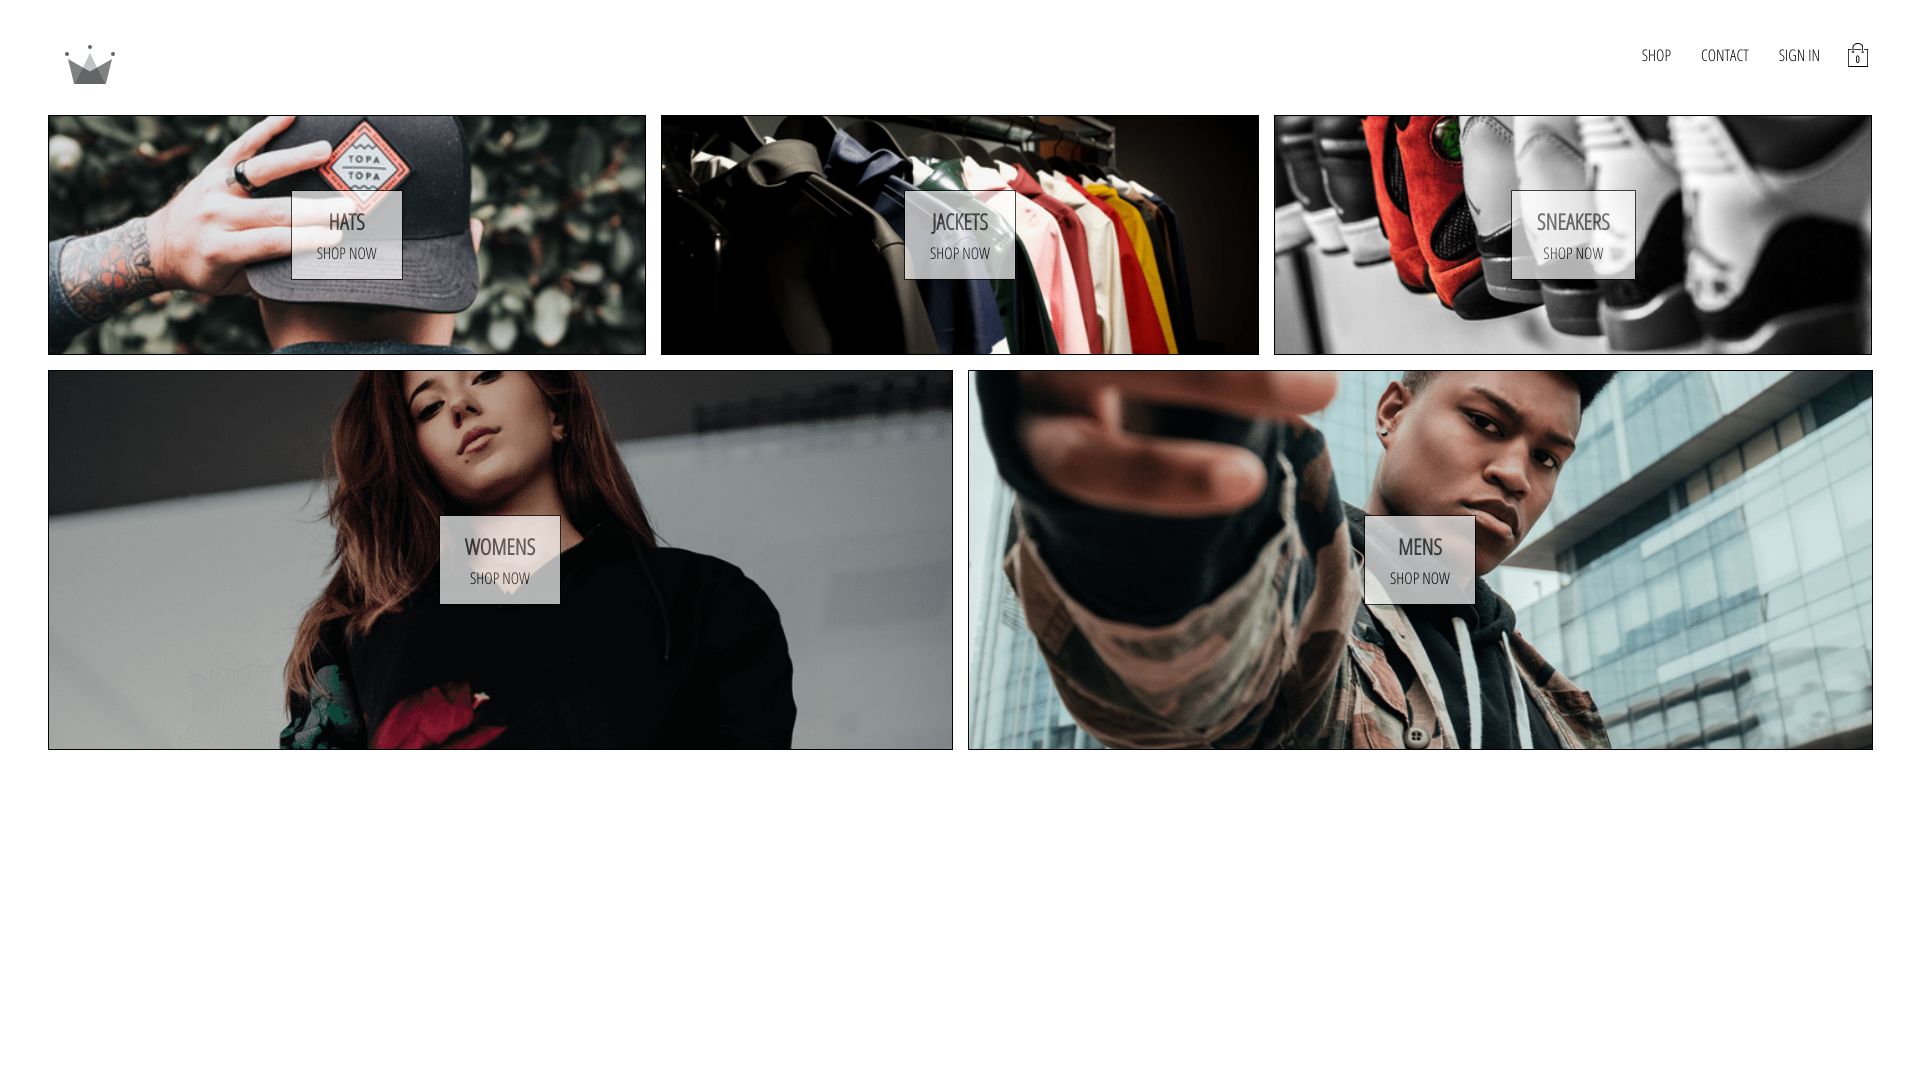 SHOP CONTACT SIGN IN 0
TOPA
TOPA
HATS
SHOP NOW
JACKETS
SHOP NOW
SNEAKERS
SHOP NOW
WOMENS
SHOP NOW
MENS
SHOP NOW